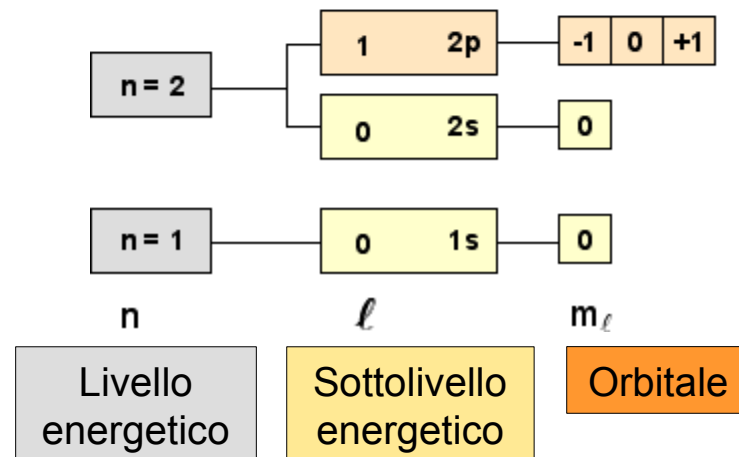 1 2p -1 0 +1
n = 2
0 2s 0
n = 1 0 1s 0
n ℓ mℓ
Livello energetico
Sottolivello energetico
Orbitale